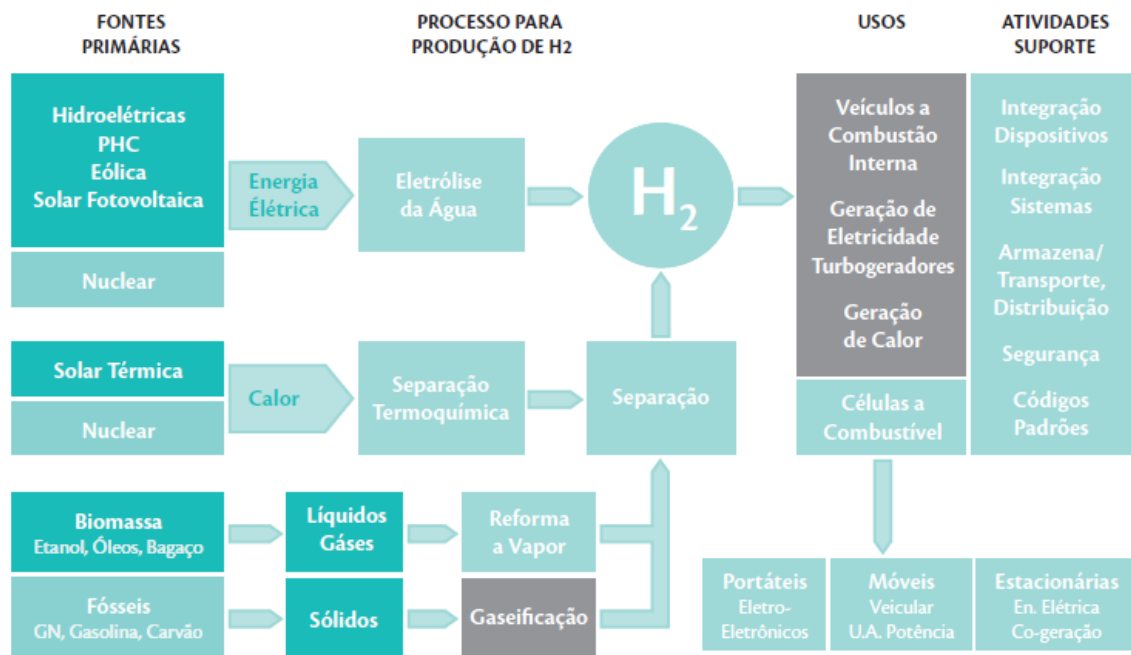 FONTES
PRIMÁRIAS
PROCESSO PARA
PRODUÇÃO DE H2
USOS
ATIVIDADES
SUPORTE
Hidroelétricas
PHC
Eólica
Solar Fotovoltaica
Nuclear
Energia
Élétrica
Eletrólise
da Água
H2
Veículos a
Combustão
Interna
Geração de
Eletricidade
Turbogeradores
Geração
de Calor
Células a
Combustível
Integração
Dispositivos
Integração
Sistemas
Armazena/
Transporte,
Distribuição
Segurança
Códigos
Padrões
Solar Térmica
Nuclear
Calor
Separação
Termoquímica
Separação
Biomassa
Etanol, Óleos, Bagaço
Líquidos
Gáses
Reforma
a Vapor
Fósseis
GN, Gasolina, Carvão
Sólidos
Gaseificação
Portáteis
Eletro-
Eletrônicos
Móveis
Veicular
U.A. Potência
Estacionárias
En. Elétrica
Co-geração